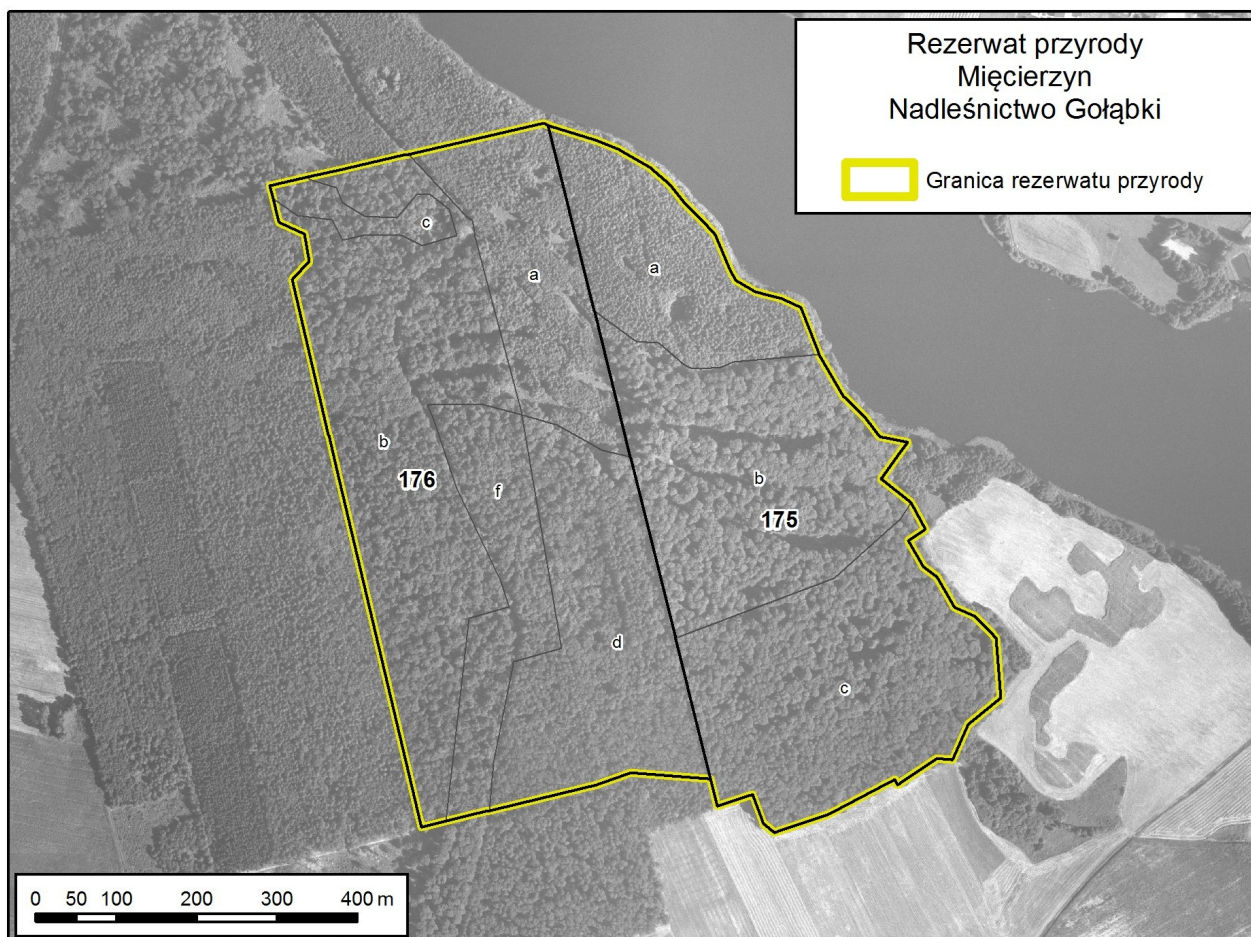 Rezerwat przyrody
Mięcierzyn
Nadleśnictwo Gołąbki
Granica rezerwatu przyrody
c
a
a
b
176
f
b
175
d
c
0 50 100 200 300 400 m